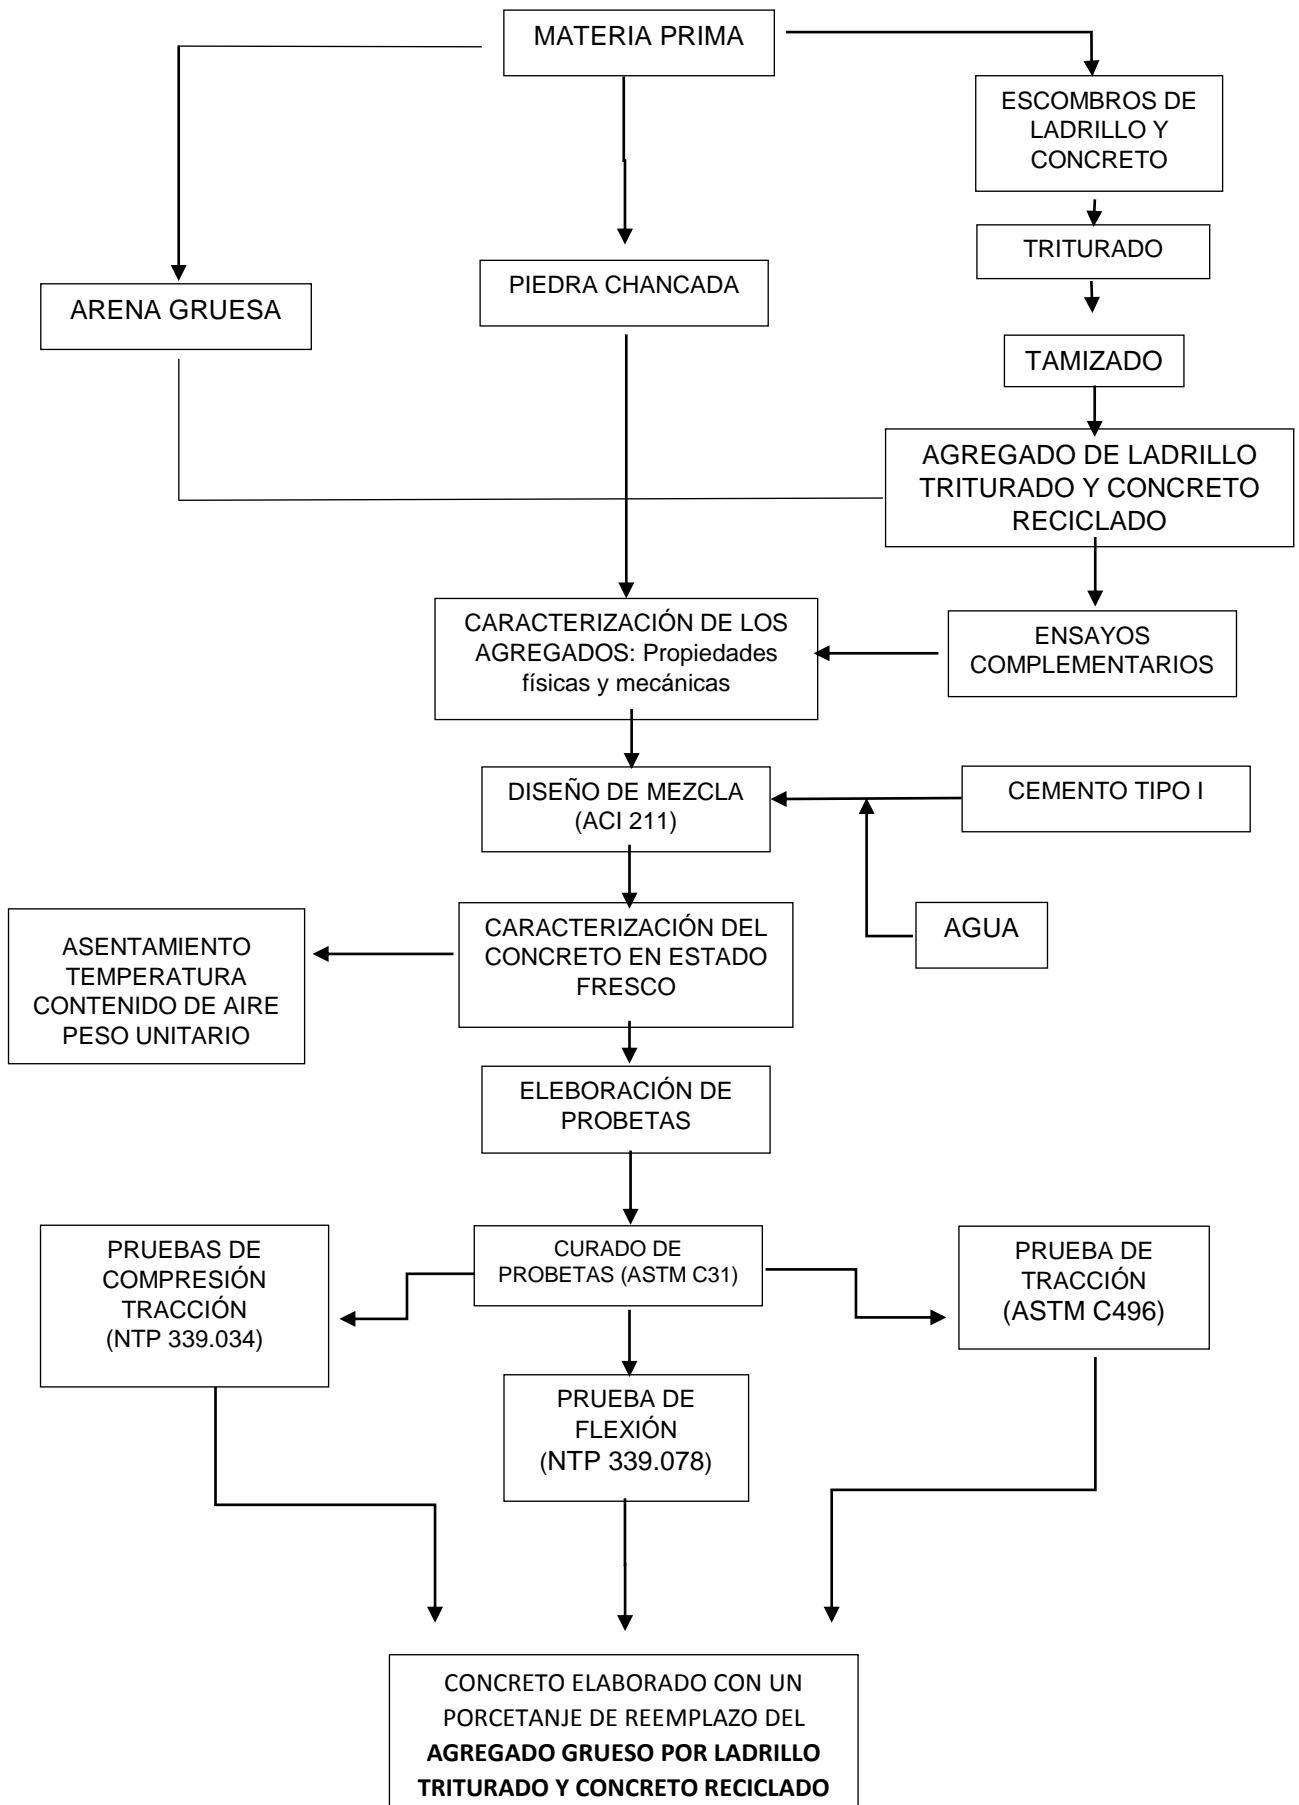 MATERIA PRIMA
ESCOMBROS DE
LADRILLO Y
CONCRETO
TRITURADO
PIEDRA CHANCADA
ARENA GRUESA
TAMIZADO
AGREGADO DE LADRILLO
TRITURADO Y CONCRETO
RECICLADO
CARACTERIZACIÓN DE LOS
AGREGADOS: Propiedades
físicas y mecánicas
ENSAYOS
COMPLEMENTARIOS
DISEÑO DE MEZCLA
(ACI 211)
CEMENTO TIPO I
AGUA
CARACTERIZACIÓN DEL
CONCRETO EN ESTADO
FRESCO
ASENTAMIENTO
TEMPERATURA
CONTENIDO DE AIRE
PESO UNITARIO
ELEBORACIÓN DE
PROBETAS
CURADO DE
PROBETAS (ASTM C31)
PRUEBAS DE
COMPRESIÓN
TRACCIÓN
(NTP 339.034)
PRUEBA DE
FLEXIÓN
(NTP 339.078)
PRUEBA DE
TRACCIÓN
(ASTM C496)
CONCRETO ELABORADO CON UN
PORCETANJE DE REEMPLAZO DEL
AGREGADO GRUESO POR LADRILLO
TRITURADO Y CONCRETO RECICLADO